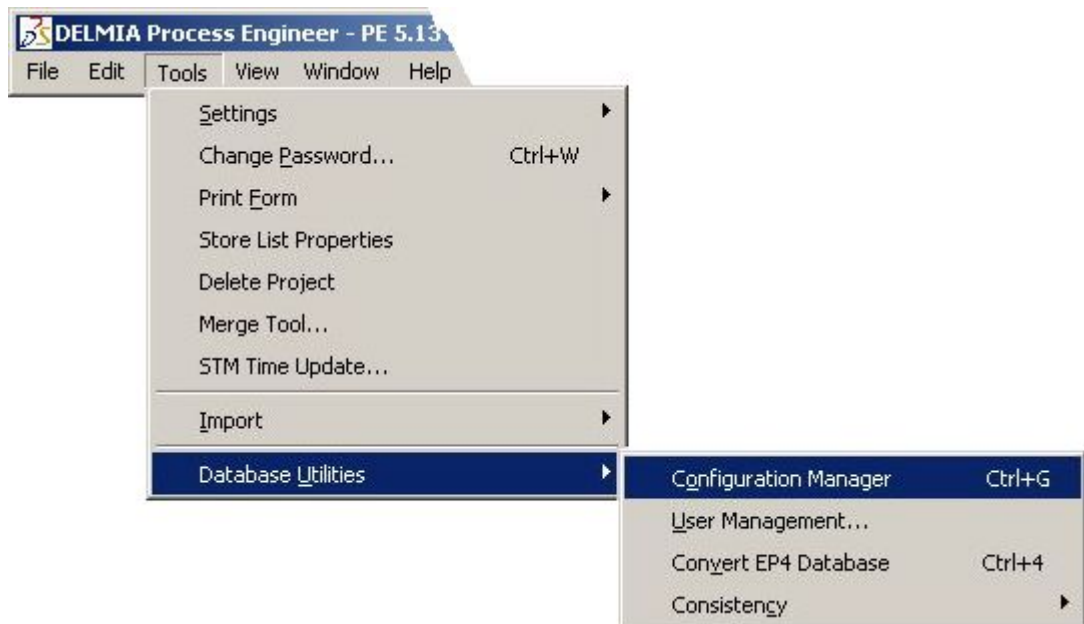 DELMIA Process Engineer - PE 5.13
File Edit Tools View Window Help
Settings
Change Password... Ctrl+W
Print Form
Store List Properties
Delete Project
Merge Tool...
STM Time Update...
Import
Database Utilities
Configuration Manager Ctrl+G
User Management...
Convert EP4 Database Ctrl+4
Consistency